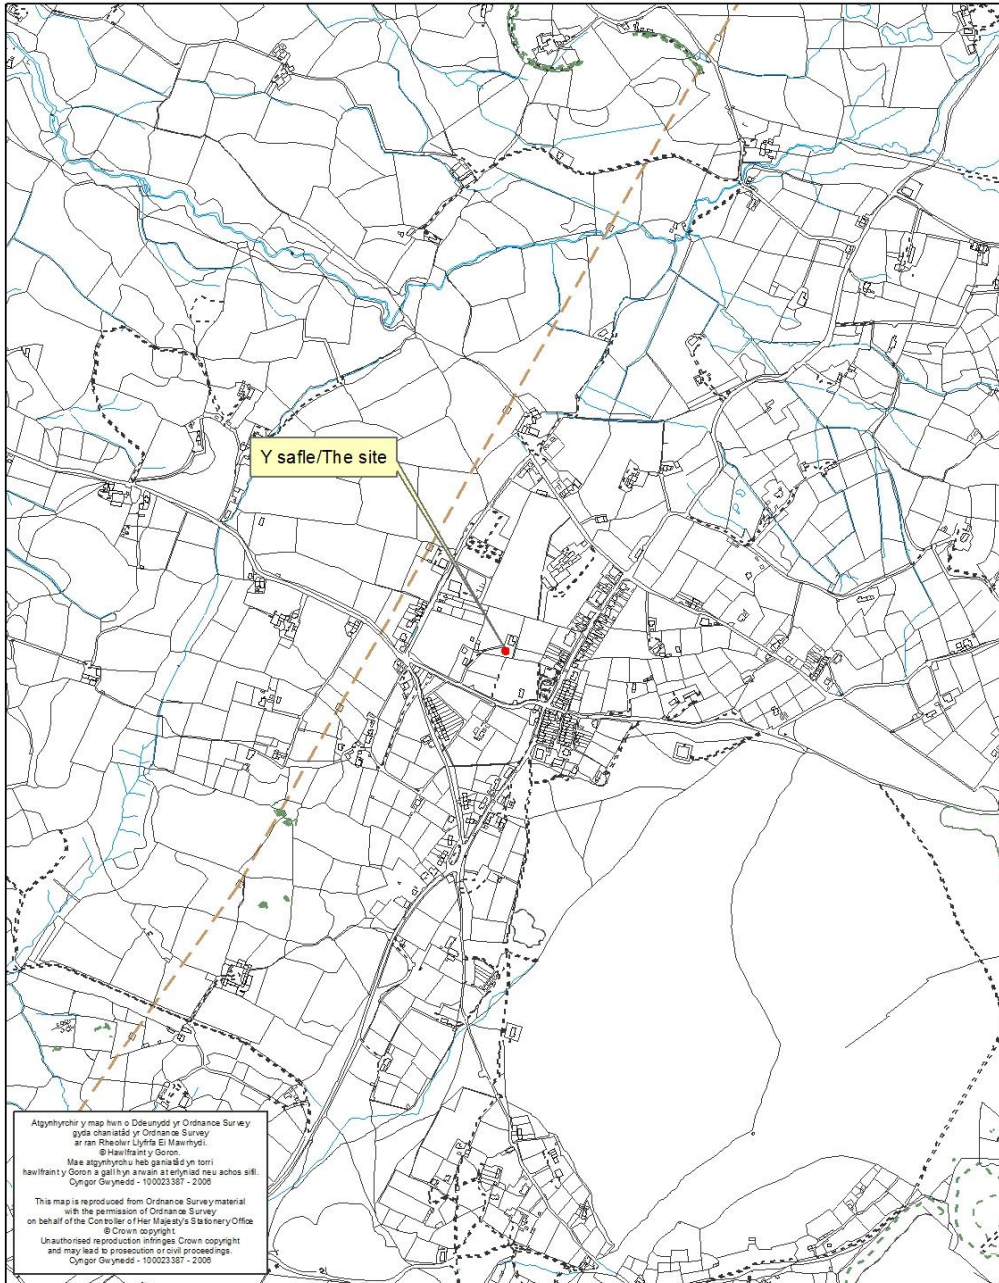 Y safle/The site
Atgynhyrchir y map hwn o Ddeunydd yr Ordnance Survey
gyda chaniatâd yr Ordnance Survey
ar ran Rheolwr Llyfrfa Ei Mawrhydi.
© Hawlfraint y Goron.
Mae atgynhyrchu heb ganiatâd yn torri
hawlfraint y Goron a gall hyn arwain at erlyniad neu achos sifil.
Cyngor Gwynedd - 100023387 - 2006
This map is reproduced from Ordnance Survey material
with the permission of Ordnance Survey
on behalf of the Controller of Her Majesty's Stationery Office
© Crown copyright.
Unauthorised reproduction infringes Crown copyright
and may lead to prosecution or civil proceedings.
Cyngor Gwynedd - 100023387 - 2006